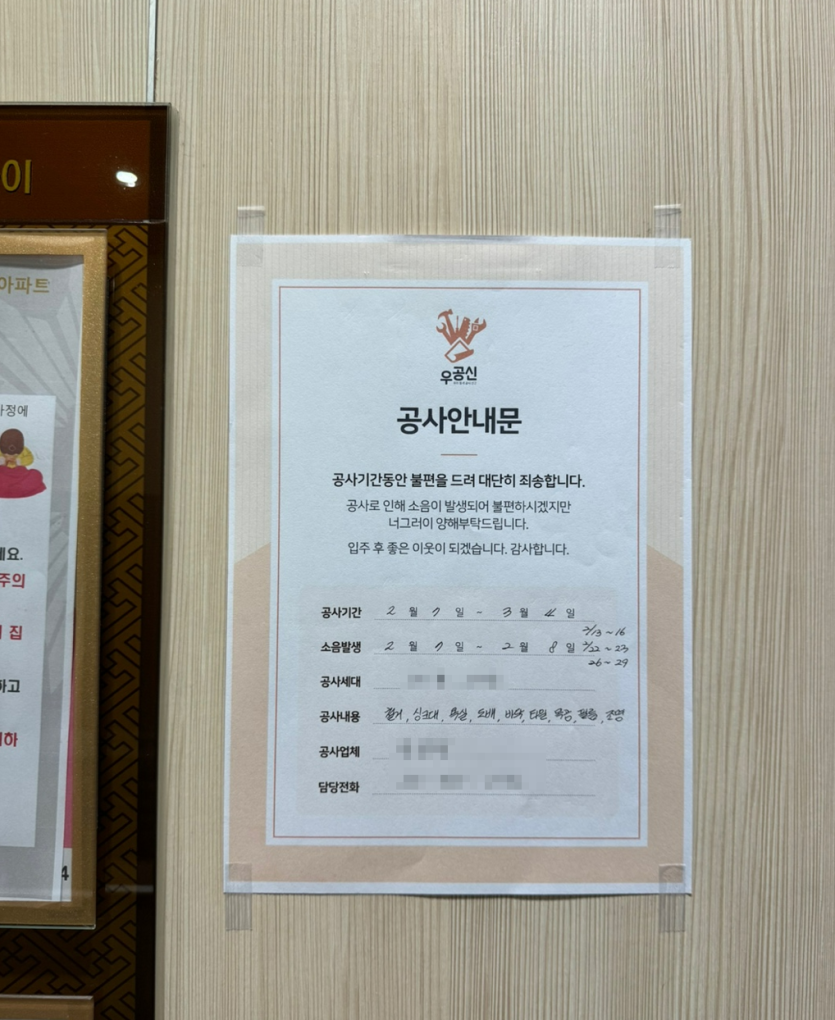 이
아파트
가정에
세요.
주의
집
하고
하
4
우공신
공사안내문
공사기간동안 불편을 드려 대단히 죄송합니다.
공사로 인해 소음이 발생되어 불편하시겠지만
너그러이 양해부탁드립니다.
입주 후 좋은 이웃이 되겠습니다. 감사합니다.
공사기간 2 월 7 일 - 3 월 4 일
2/13 ~ 16
소음발생 2 월 7 일 - 2 월 8 일 2/22 ~ 23
26 ~ 29
공사세대
공사내용 철거, 싱크대, 욕실, 도배, 바닥, 타일, 목공, 필름, 조명
공사업체
담당전화